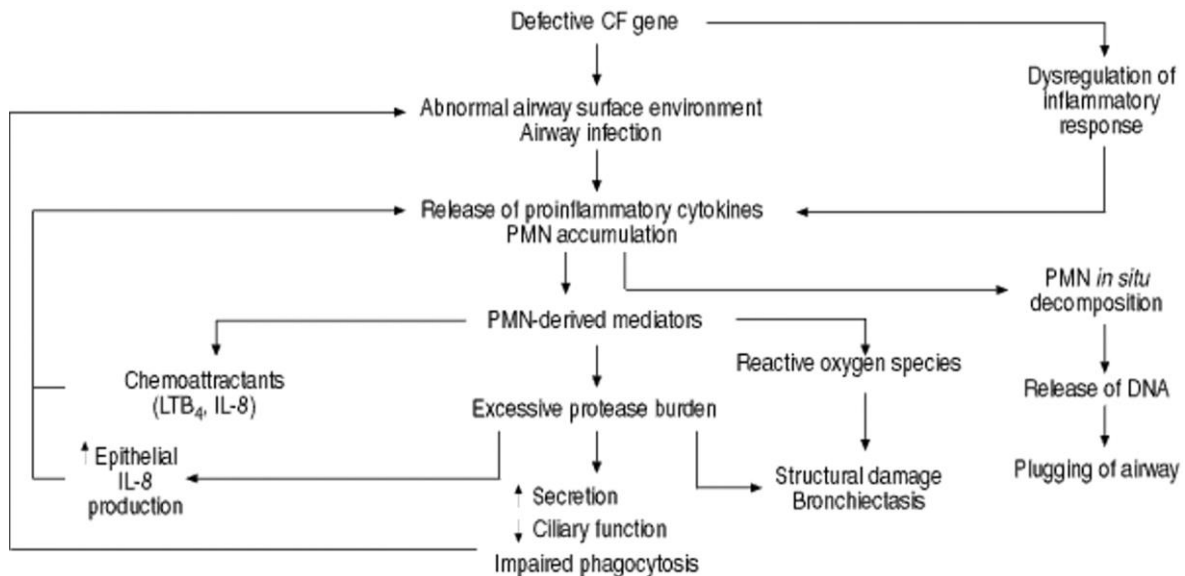 Defective CF gene
Dysregulation of
inflammatory
response
Abnormal airway surface environment
Airway infection
Release of proinflammatory cytokines
PMN accumulation
PMN in situ
decomposition
PMN-derived mediators
Reactive oxygen species
Chemoattractants
(LTB₄, IL-8)
Release of DNA
Excessive protease burden
↑ Epithelial
IL-8
production
Plugging of airway
Structural damage
Bronchiectasis
↑ Secretion
↓ Ciliary function
Impaired phagocytosis